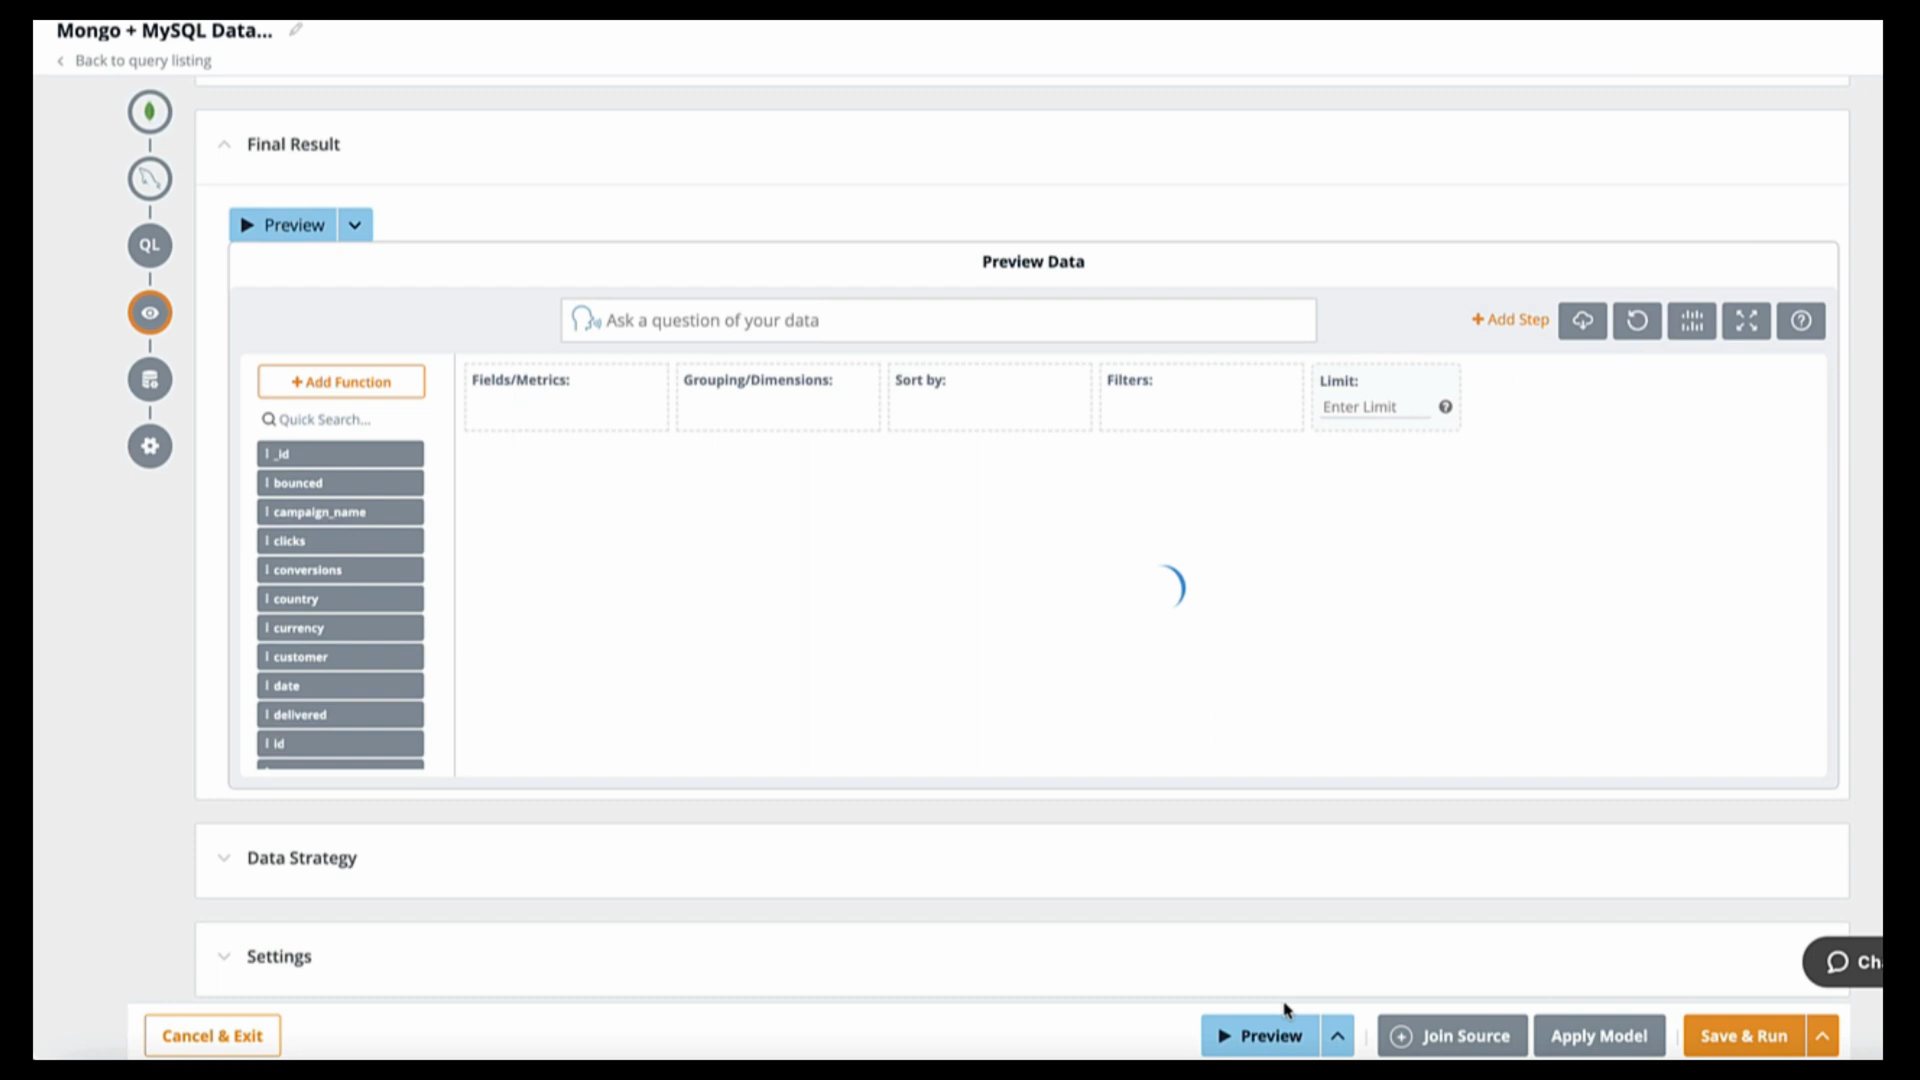 Mongo + MySQL Data...
Back to query listing
Final Result
QL
Preview
Preview Data
Ask a question of your data
+ Add Step
+ Add Function
Quick Search...
Fields/Metrics:
Grouping/Dimensions:
Sort by:
Filters:
Limit:
Enter Limit
_id
bounced
campaign_name
clicks
conversions
country
currency
customer
date
delivered
id
Data Strategy
Settings
Ch
Cancel & Exit
Preview
Join Source
Apply Model
Save & Run